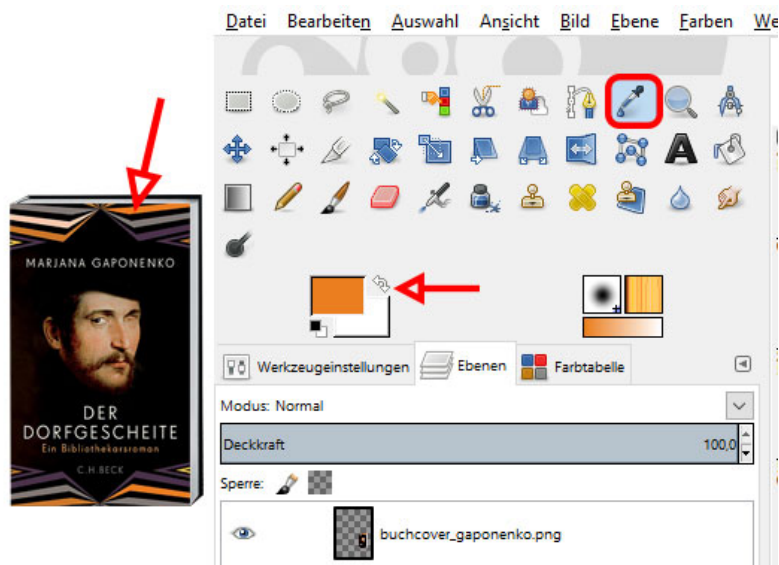 Datei Bearbeiten Auswahl Ansicht Bild Ebene Farben We
MARJANA GAPONENKO
DER
DORFGESCHEITE
Ein Bibliothekarsroman
C.H.BECK
Werkzeugeinstellungen Ebenen Farbtabelle
Modus: Normal
Deckkraft 100,0
Sperre:
buchcover_gaponenko.png